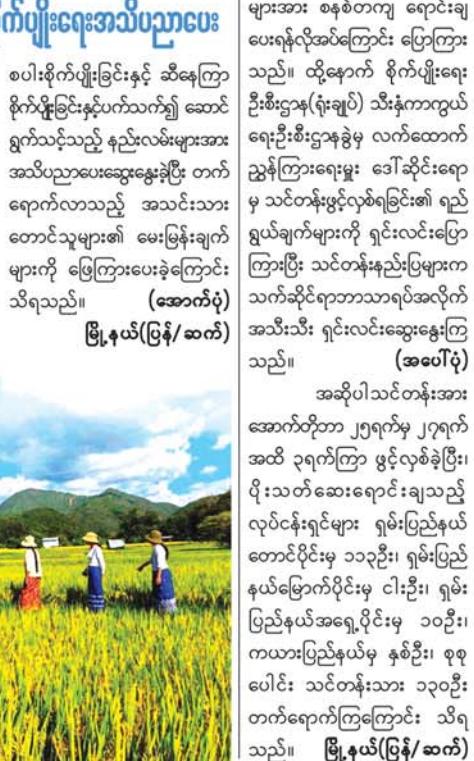 က်ပျိုးရေးအသိပညာပေး
စပါးစိုက်ပျိုးခြင်းနှင့် ဆီနေကြာ
စိုက်ပျိုးခြင်းနှင့်ပက်သက်၍ ဆောင်
ရွက်သင့်သည့် နည်းလမ်းများအား
အသိပညာပေးဆွေးနွေးခဲ့ပြီး တက်
ရောက်လာသည့် အသင်းသား
တောင်သူများ၏ မေးမြန်းချက်
များကို ဖြေကြားပေးခဲ့ကြောင်း
သိရသည်။ (အောက်ပုံ)
မြို့နယ်(ပြန်/ဆက်)
များအား စနစ်တကျ ရောင်းချ
ပေးရန်လိုအပ်ကြောင်း ပြောကြား
သည်။ ထို့နောက် စိုက်ပျိုးရေး
ဦးစီးဌာန(ရုံးချုပ်) သီးနှံကာကွယ်
ရေးဦးစီးဌာနခွဲမှ လက်ထောက်
ညွှန်ကြားရေးမှူး ဒေါ်ဆိုင်းရော
မှ သင်တန်းဖွင့်လှစ်ရခြင်း၏ ရည်
ရွယ်ချက်များကို ရှင်းလင်းပြော
ကြားပြီး သင်တန်းနည်းပြများက
သက်ဆိုင်ရာဘာသာရပ်အလိုက်
အသီးသီး ရှင်းလင်းဆွေးနွေးကြ
သည်။ (အပေါ်ပုံ)
အဆိုပါသင်တန်းအား
အောက်တိုဘာ ၂၅ရက်မှ ၂၇ရက်
အထိ ၃ရက်ကြာ ဖွင့်လှစ်ခဲ့ပြီး၊
ပိုးသတ်ဆေးရောင်းချသည့်
လုပ်ငန်းရှင်များ ရှမ်းပြည်နယ်
တောင်ပိုင်းမှ ၁၁၃ဦး၊ ရှမ်းပြည်
နယ်မြောက်ပိုင်းမှ ငါးဦး၊ ရှမ်း
ပြည်နယ်အရှေ့ပိုင်းမှ ၁၀ဦး၊
ကယားပြည်နယ်မှ နှစ်ဦး၊ စုစု
ပေါင်း သင်တန်းသား ၁၃၀ဦး
တက်ရောက်ကြကြောင်း သိရ
သည်။ မြို့နယ်(ပြန်/ဆက်)